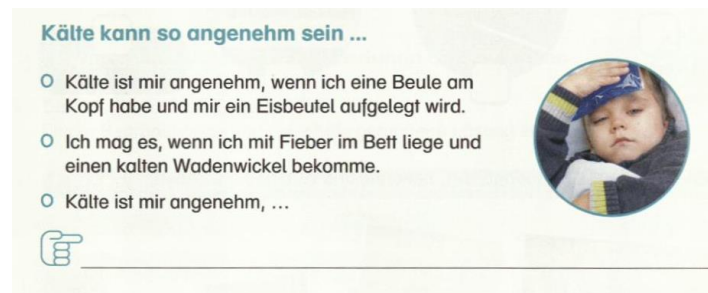 Kälte kann so angenehm sein ...
O Kälte ist mir angenehm, wenn ich eine Beule am
Kopf habe und mir ein Eisbeutel aufgelegt wird.
O Ich mag es, wenn ich mit Fieber im Bett liege und
einen kalten Wadenwickel bekomme.
O Kälte ist mir angenehm, ...